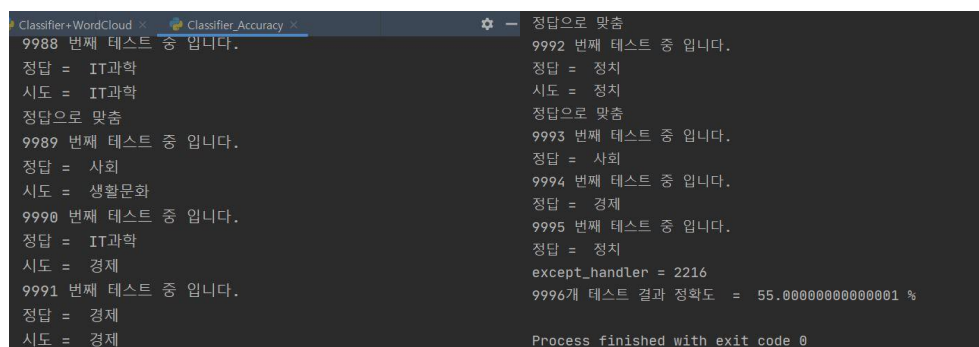 Classifier+WordCloud
Classifier_Accuracy
9988 번째 테스트 중 입니다.
정답 = IT과학
시도 = IT과학
정답으로 맞춤
9989 번째 테스트 중 입니다.
정답 = 사회
시도 = 생활문화
9990 번째 테스트 중 입니다.
정답 = IT과학
시도 = 경제
9991 번째 테스트 중 입니다.
정답 = 경제
시도 = 경제
정답으로 맞춤
9992 번째 테스트 중 입니다.
정답 = 정치
시도 = 정치
정답으로 맞춤
9993 번째 테스트 중 입니다.
정답 = 사회
9994 번째 테스트 중 입니다.
정답 = 경제
9995 번째 테스트 중 입니다.
정답 = 정치
except_handler = 2216
9996개 테스트 결과 정확도 = 55.00000000000001 %
Process finished with exit code 0